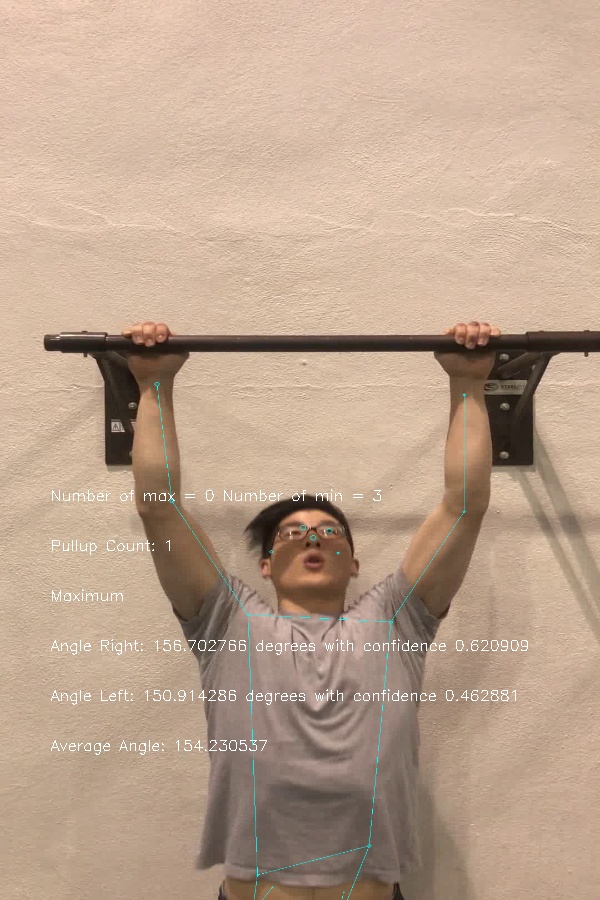 Number of max = 0 Number of min = 3
Pullup Count: 1
Maximum
Angle Right: 156.702766 degrees with confidence 0.620909
Angle Left: 150.914286 degrees with confidence 0.462881
Average Angle: 154.230537